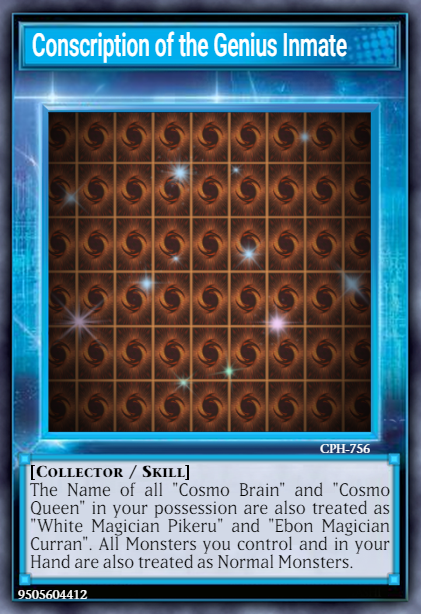 Conscription of the Genius Inmate
CPH-756
[Collector / Skill]
The Name of all "Cosmo Brain" and "Cosmo
Queen" in your possession are also treated as
"White Magician Pikeru" and "Ebon Magician
Curran". All Monsters you control and in your
Hand are also treated as Normal Monsters.
9505604412